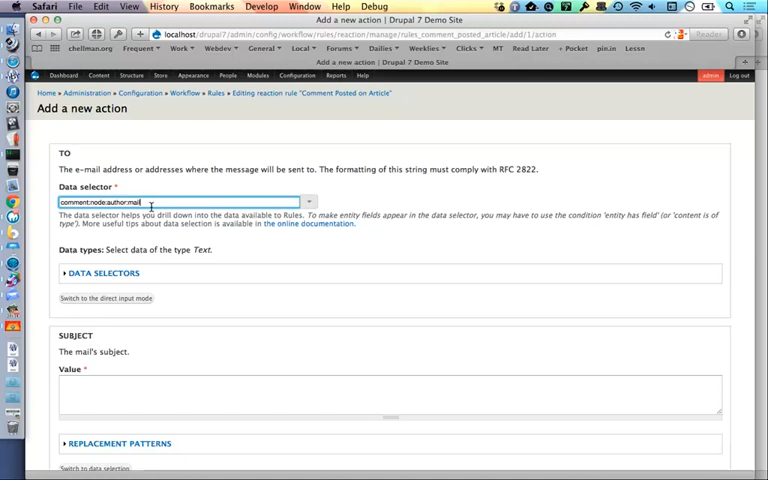 Safari File Edit View History Bookmarks Develop Window Help Debug
Add a new action | Drupal 7 Demo Site
localhost/drupal7/admin/config/workflow/rules/reaction/manage/rules_comment_posted_article/add/1/action
Reader
chellman.org Frequent Work Webdev General Local Forums Dailies Weeklies Clicks MT Read Later + Pocket pin.in Lessn
Add a new action | Drupal 7 Demo Site
Dashboard Content Structure Store Appearance People Modules Configuration Reports Help admin Log out
Home » Administration » Configuration » Workflow » Rules » Editing reaction rule "Comment Posted on Article"
Add a new action
TO
The e-mail address or addresses where the message will be sent to. The formatting of this string must comply with RFC 2822.
Data selector *
comment:node:author:mail
The data selector helps you drill down into the data available to Rules. To make entity fields appear in the data selector, you may have to use the condition 'entity has field' (or 'content is of
type'). More useful tips about data selection is available in the online documentation.
Data types: Select data of the type Text.
DATA SELECTORS
Switch to the direct input mode
SUBJECT
The mail's subject.
Value *
REPLACEMENT PATTERNS
Switch to data selection